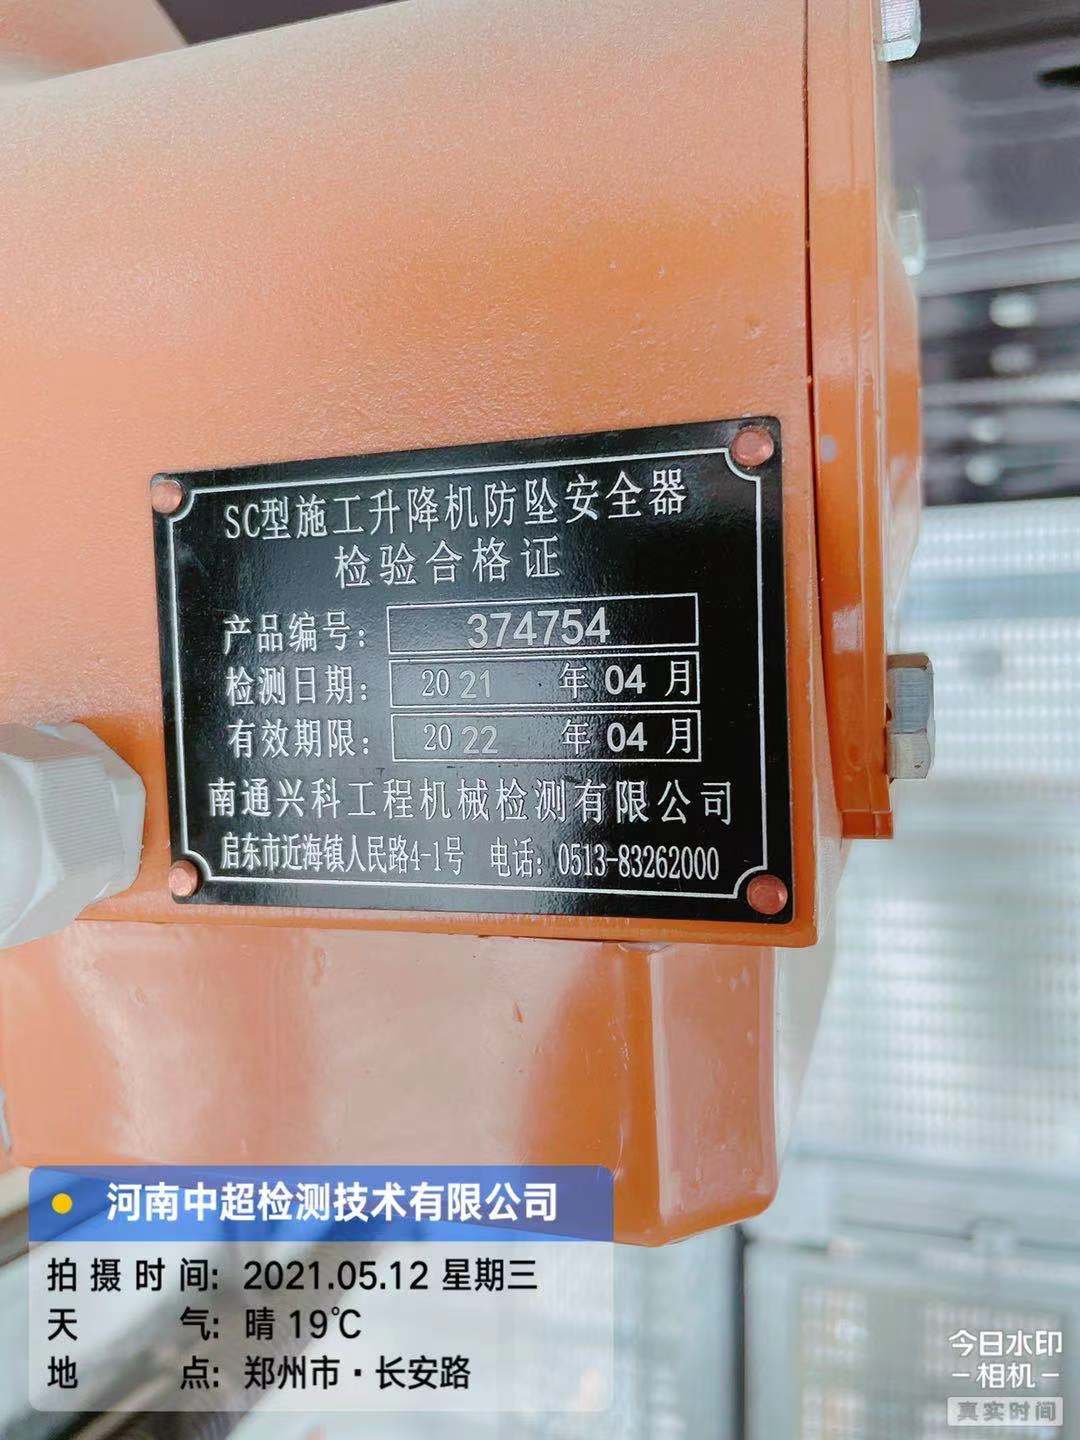 SC型施工升降机防坠安全器
检验合格证
产品编号: 374754
检测日期: 2021 年 04 月
有效期限: 2022 年 04 月
南通兴科工程机械检测有限公司
启东市近海镇人民路4-1号 电话: 0513-83262000
河南中超检测技术有限公司
拍摄时间: 2021.05.12 星期三
天气: 晴 19℃
地点: 郑州市·长安路
今日水印
-相机-
真实时间